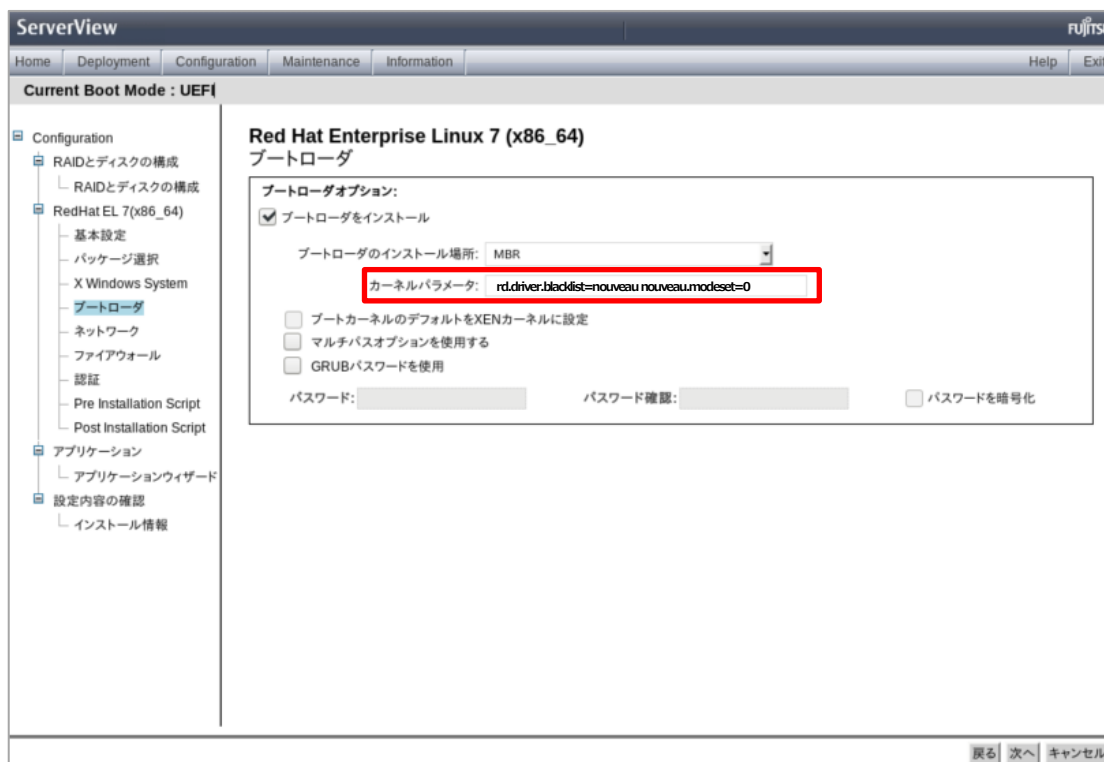 ServerView
FUJITSU
Home Deployment Configuration Maintenance Information Help Exit
Current Boot Mode : UEFI
Configuration
RAIDとディスクの構成
RAIDとディスクの構成
RedHat EL 7(x86_64)
基本設定
パッケージ選択
X Windows System
ブートローダ
ネットワーク
ファイアウォール
認証
Pre Installation Script
Post Installation Script
アプリケーション
アプリケーションウィザード
設定内容の確認
インストール情報
Red Hat Enterprise Linux 7 (x86_64)
ブートローダ
ブートローダオプション:
ブートローダをインストール
ブートローダのインストール場所: MBR
カーネルパラメータ: rd.driver.blacklist=nouveau nouveau.modeset=0
ブートカーネルのデフォルトをXENカーネルに設定
マルチパスオプションを使用する
GRUBパスワードを使用
パスワード: パスワード確認: パスワードを暗号化
戻る 次へ キャンセル